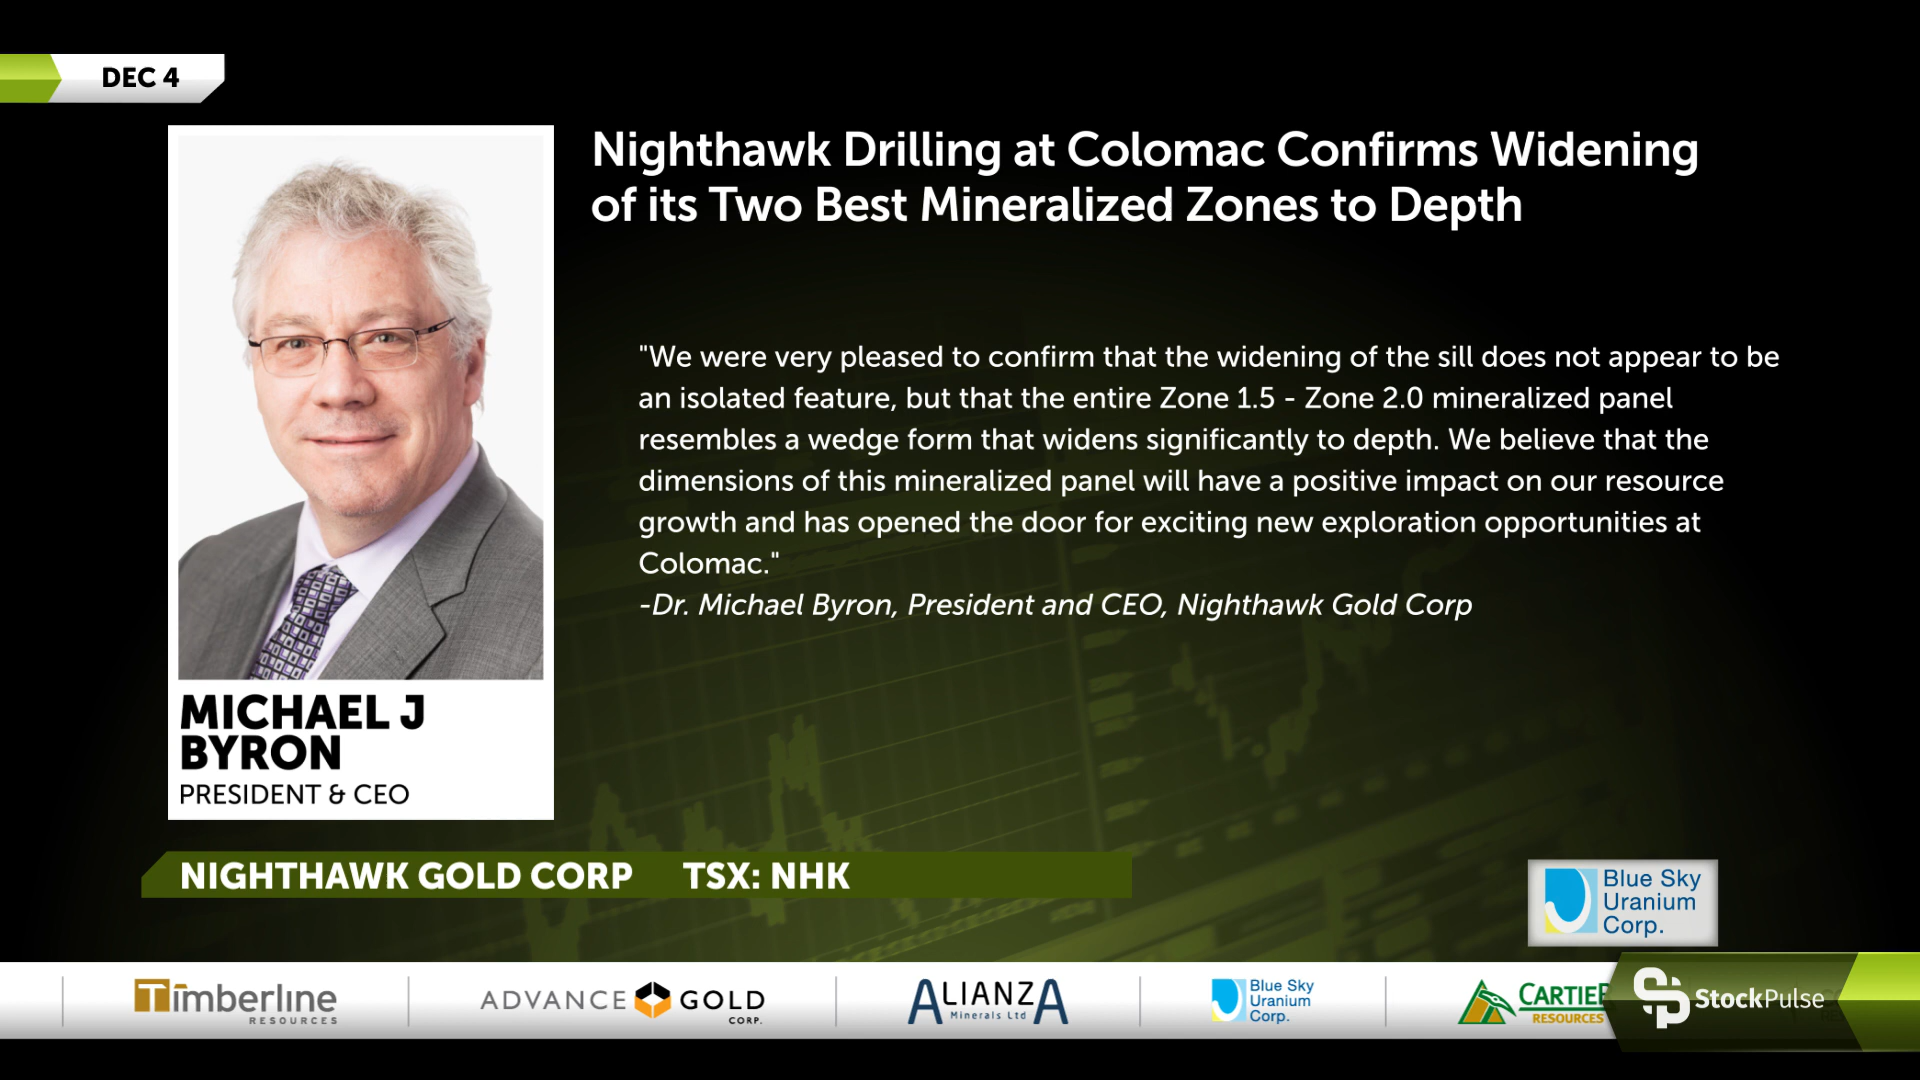 DEC 4
Nighthawk Drilling at Colomac Confirms Widening
of its Two Best Mineralized Zones to Depth
"We were very pleased to confirm that the widening of the sill does not appear to be
an isolated feature, but that the entire Zone 1.5 - Zone 2.0 mineralized panel
resembles a wedge form that widens significantly to depth. We believe that the
dimensions of this mineralized panel will have a positive impact on our resource
growth and has opened the door for exciting new exploration opportunities at
Colomac."
-Dr. Michael Byron, President and CEO, Nighthawk Gold Corp
MICHAEL J
BYRON
PRESIDENT & CEO
NIGHTHAWK GOLD CORP TSX: NHK
Blue Sky
Uranium
Corp.
Timberline
RESOURCES
ADVANCE GOLD
CORP.
ALIANZA
Minerals Ltd
Blue Sky
Uranium
Corp.
CARTIER
RESOURCES
StockPulse